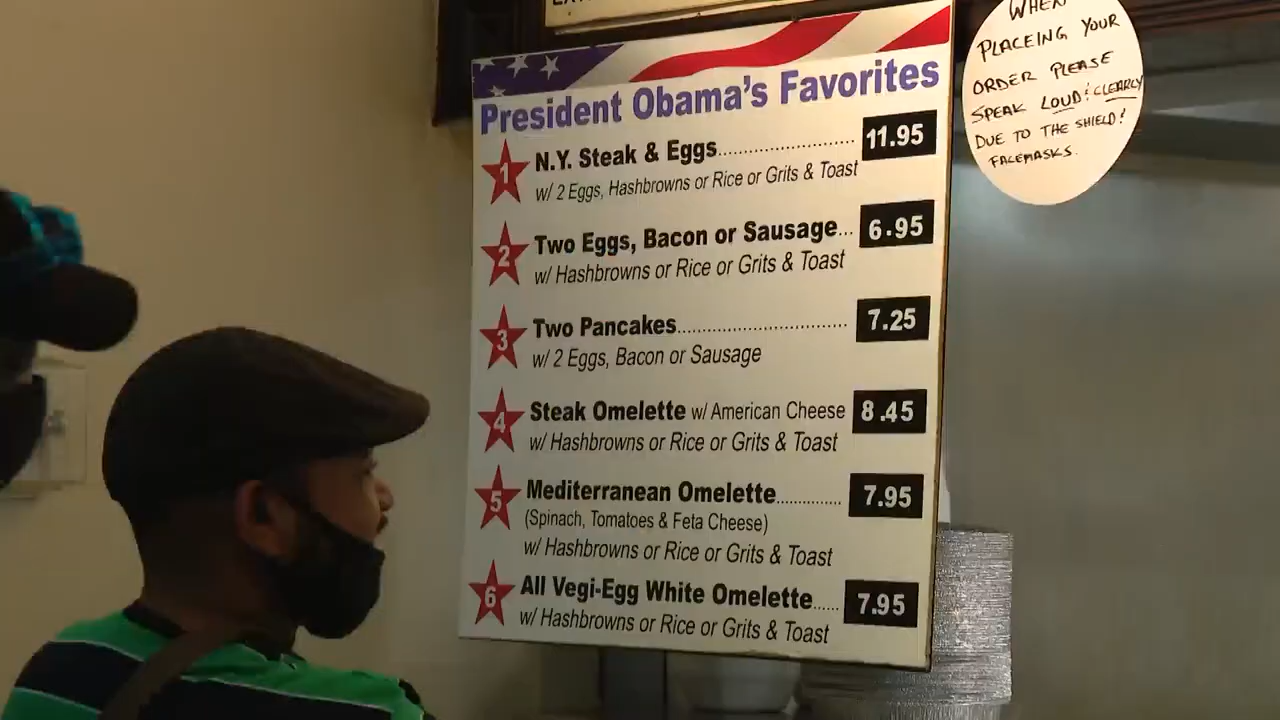 President Obama's Favorites
1 N.Y. Steak & Eggs 11.95
w/ 2 Eggs, Hashbrowns or Rice or Grits & Toast
2 Two Eggs, Bacon or Sausage... 6.95
w/ Hashbrowns or Rice or Grits & Toast
3 Two Pancakes 7.25
w/ 2 Eggs, Bacon or Sausage
4 Steak Omelette w/ American Cheese 8.45
w/ Hashbrowns or Rice or Grits & Toast
5 Mediterranean Omelette 7.95
(Spinach, Tomatoes & Feta Cheese)
w/ Hashbrowns or Rice or Grits & Toast
6 All Vegi-Egg White Omelette 7.95
w/ Hashbrowns or Rice or Grits & Toast
WHEN
PLACEING YOUR
ORDER PLEASE
SPEAK LOUD! CLEARLY
DUE TO THE SHIELD!
FACEMASKS.